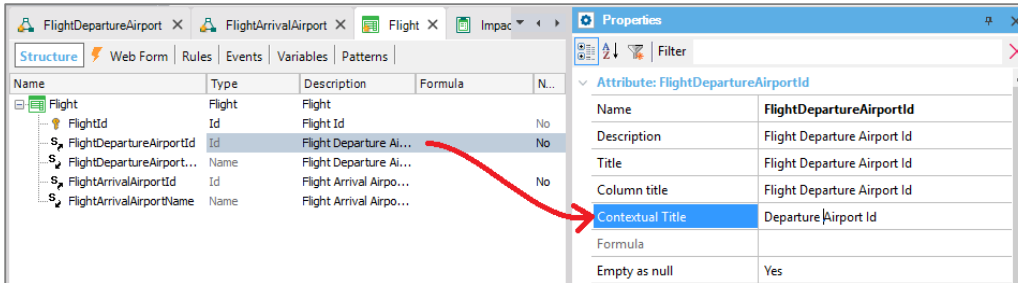 FlightDepartureAirport X FlightArrivalAirport X Flight X Impac
Structure Web Form Rules Events Variables Patterns
Name Type Description Formula N...
Flight Flight Flight
FlightId Id Flight Id No
FlightDepartureAirportId Id Flight Departure Ai... No
FlightDepartureAirport... Name Flight Departure Ai...
FlightArrivalAirportId Id Flight Arrival Airpo... No
FlightArrivalAirportName Name Flight Arrival Airpo...
Properties
Filter
Attribute: FlightDepartureAirportId
Name FlightDepartureAirportId
Description Flight Departure Airport Id
Title Flight Departure Airport Id
Column title Flight Departure Airport Id
Contextual Title Departure Airport Id
Formula
Empty as null Yes